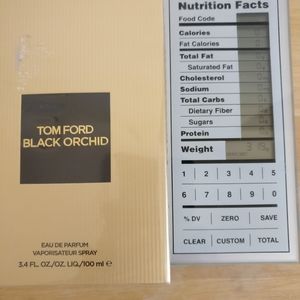 TOM FORD
BLACK ORCHID
EAU DE PARFUM
VAPORISATEUR SPRAY
3.4 FL. OZ./OZ. LIQ./100 ml e
Nutrition Facts
Food Code
Calories
Fat Calories
Total Fat
Saturated Fat
Cholesterol
Sodium
Total Carbs
Dietary Fiber
Sugars
Protein
Weight
1 2 3 4 5
6 7 8 9 0
% DV ZERO SAVE
CLEAR CUSTOM TOTAL